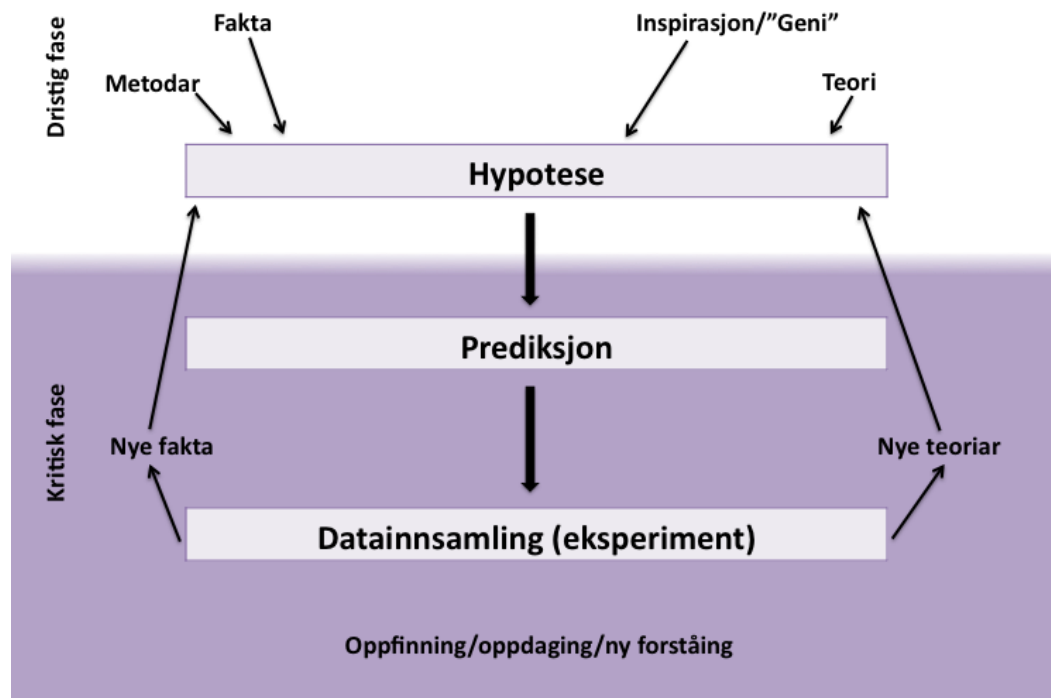 Dristig fase
Fakta
Inspirasjon/”Geni”
Metodar
Teori
Hypotese
Kritisk fase
Prediksjon
Nye fakta
Nye teoriar
Datainnsamling (eksperiment)
Oppfinning/oppdaging/ny forståing